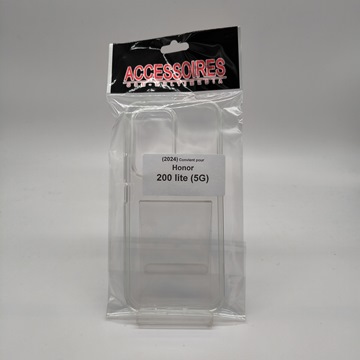 ACCESSOIRES
(2024) Convient pour
Honor
200 lite (5G)